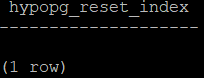 hypopg_reset_index
--------------------
(1 row)